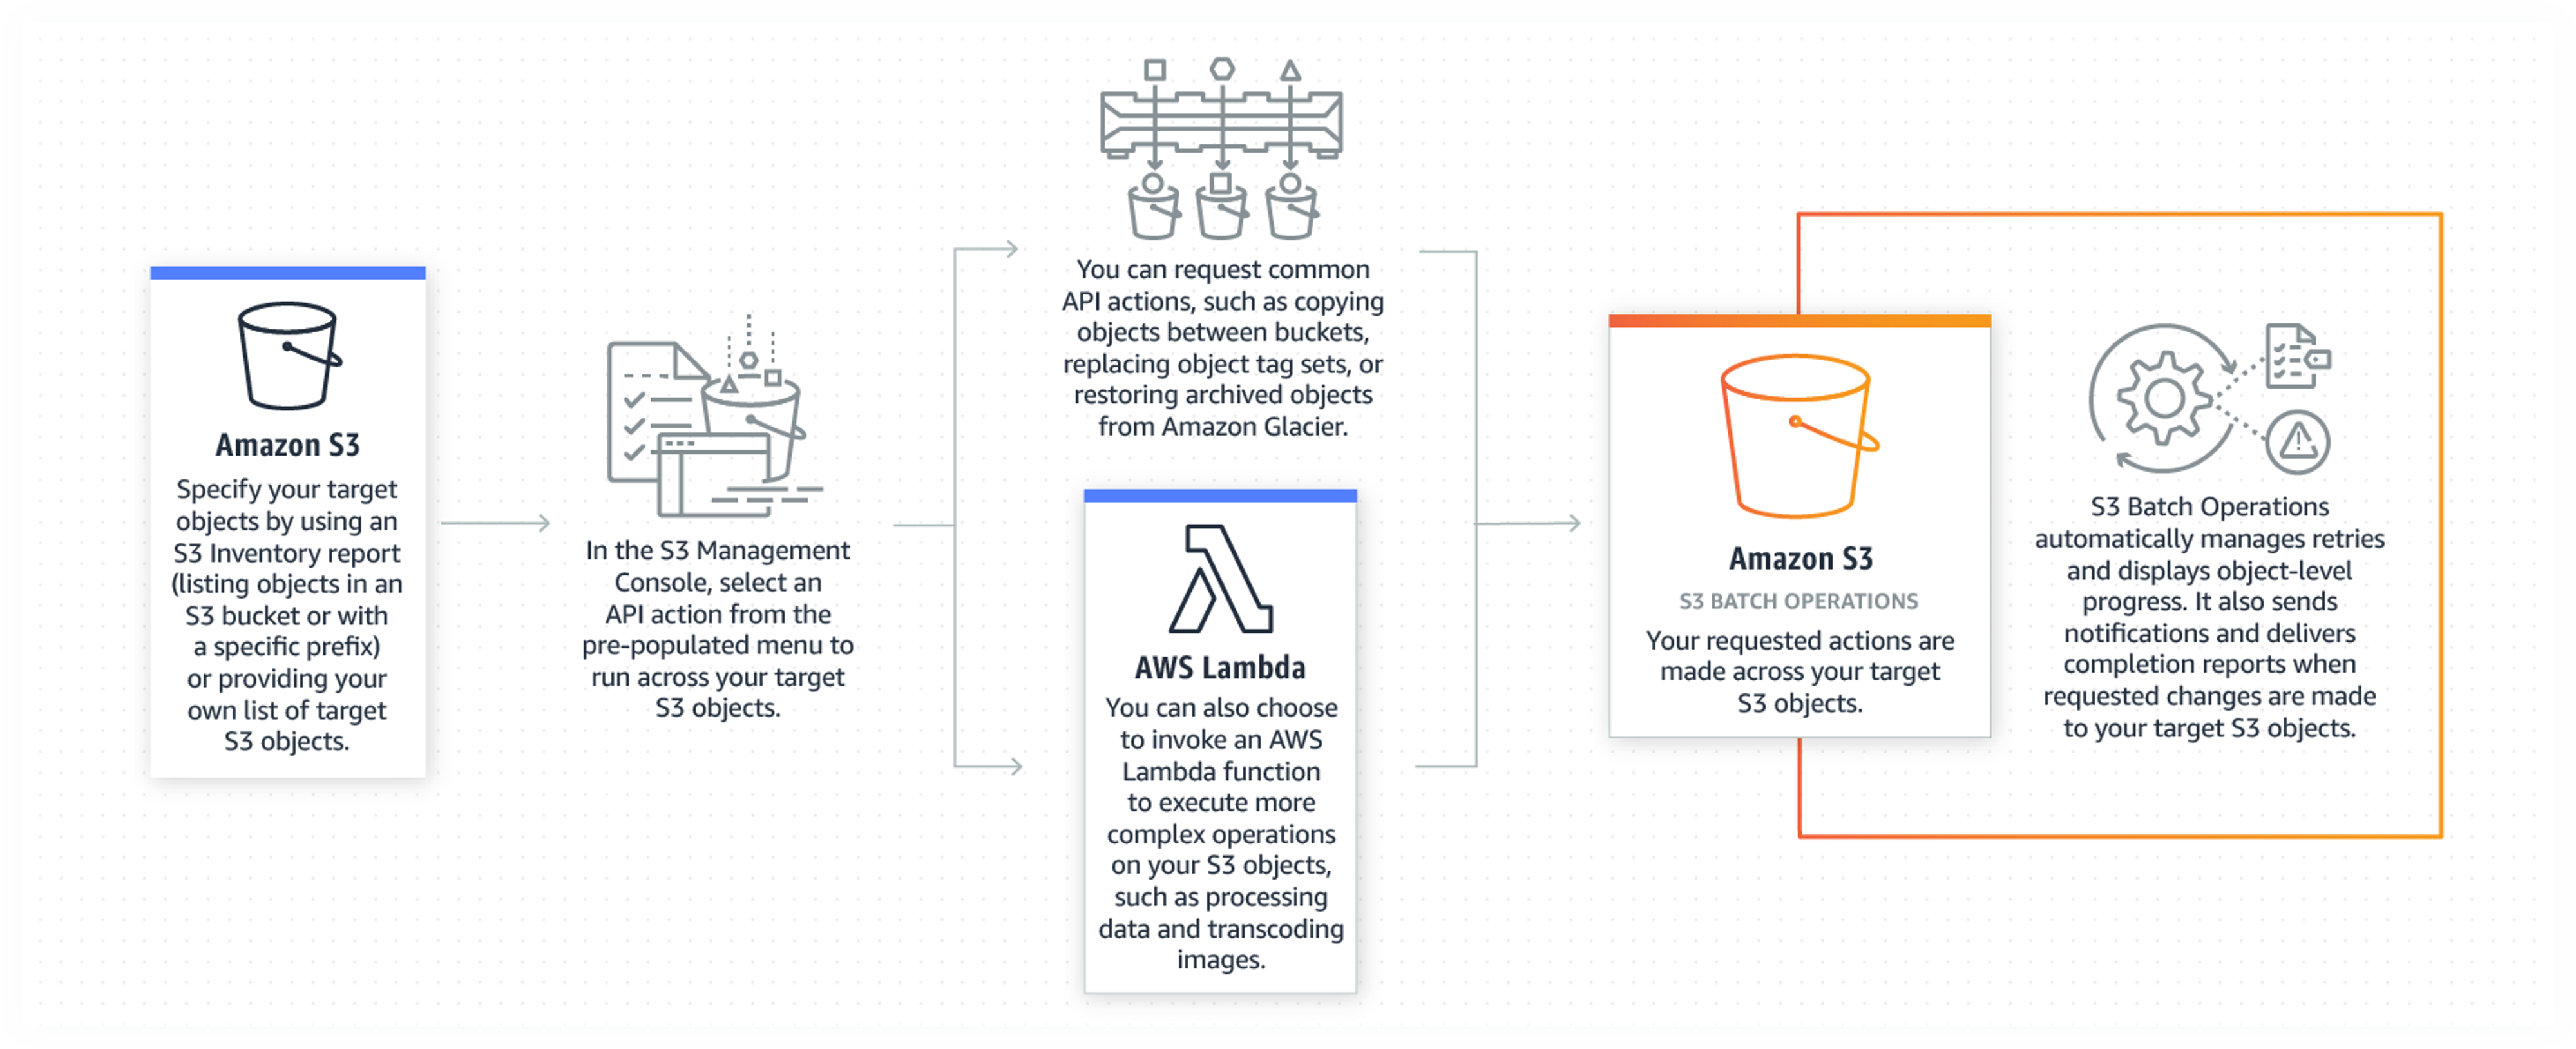 Amazon S3
Specify your target
objects by using an
S3 Inventory report
(listing objects in an
S3 bucket or with
a specific prefix)
or providing your
own list of target
S3 objects.
In the S3 Management
Console, select an
API action from the
pre-populated menu to
run across your target
S3 objects.
You can request common
API actions, such as copying
objects between buckets,
replacing object tag sets, or
restoring archived objects
from Amazon Glacier.
AWS Lambda
You can also choose
to invoke an AWS
Lambda function
to execute more
complex operations
on your S3 objects,
such as processing
data and transcoding
images.
Amazon S3
S3 BATCH OPERATIONS
Your requested actions are
made across your target
S3 objects.
S3 Batch Operations
automatically manages retries
and displays object-level
progress. It also sends
notifications and delivers
completion reports when
requested changes are made
to your target S3 objects.